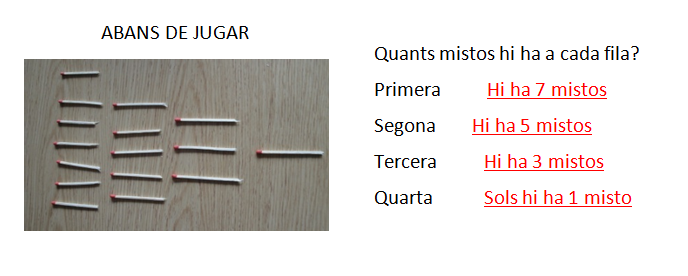 ABANS DE JUGAR
Quants mistos hi ha a cada fila?
Primera Hi ha 7 mistos
Segona Hi ha 5 mistos
Tercera Hi ha 3 mistos
Quarta Sols hi ha 1 misto